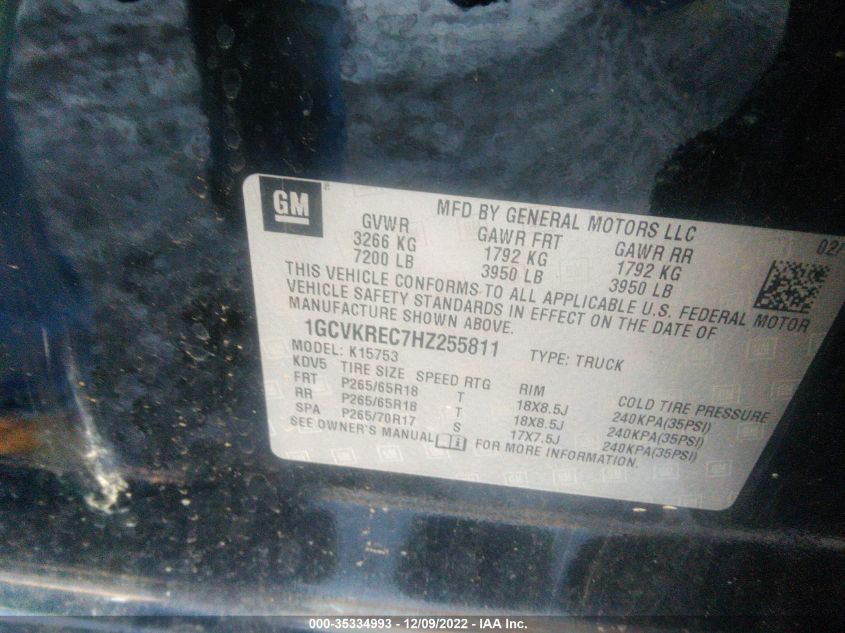 GM
MFD BY GENERAL MOTORS LLC
02/
GVWR GAWR FRT GAWR RR
3266 KG 1792 KG 1792 KG
7200 LB 3950 LB 3950 LB
THIS VEHICLE CONFORMS TO ALL APPLICABLE U.S. FEDERAL MOTOR
VEHICLE SAFETY STANDARDS IN EFFECT ON THE DATE OF
MANUFACTURE SHOWN ABOVE.
1GCVKREC7HZ255811 TYPE: TRUCK
MODEL: K15753
KDV5 TIRE SIZE SPEED RTG RIM COLD TIRE PRESSURE
FRT P265/65R18 T 18X8.5J 240KPA(35PSI)
RR P265/65R18 T 18X8.5J 240KPA(35PSI)
SPA P265/70R17 S 17X7.5J 240KPA(35PSI)
SEE OWNER'S MANUAL FOR MORE INFORMATION.
000-35334993 - 12/09/2022 - IAA Inc.